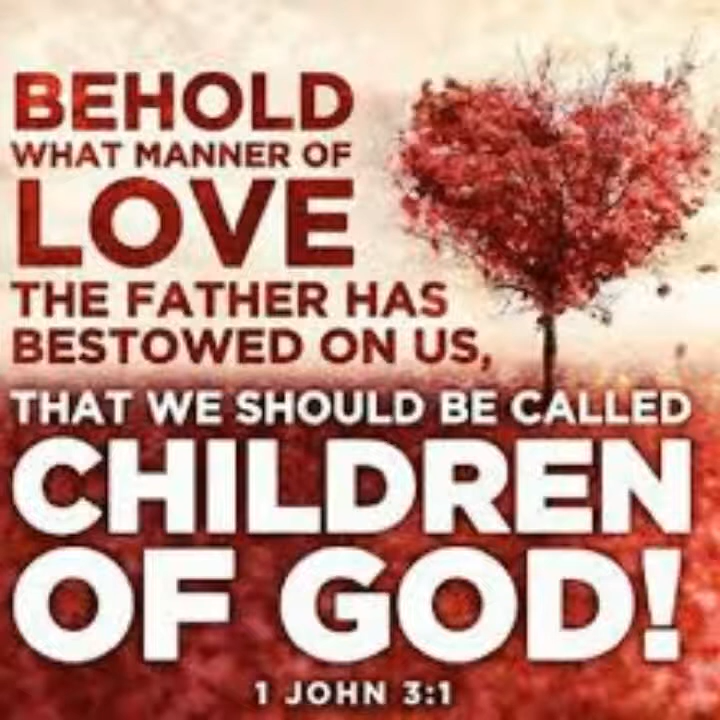 BEHOLD
WHAT MANNER OF
LOVE
THE FATHER HAS
BESTOWED ON US,
THAT WE SHOULD BE CALLED
CHILDREN
OF GOD!
1 JOHN 3:1